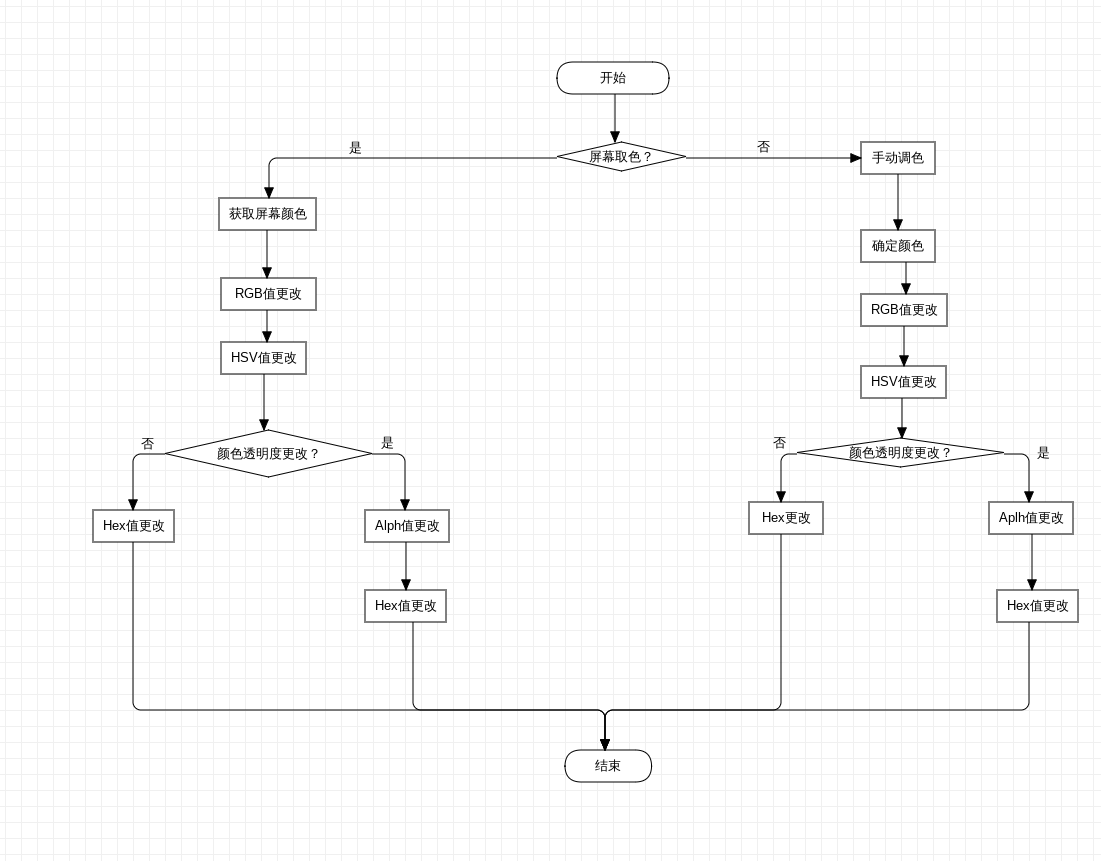 开始
是
屏幕取色？
否
手动调色
获取屏幕颜色
确定颜色
RGB值更改
RGB值更改
HSV值更改
HSV值更改
否
颜色透明度更改？
是
否
颜色透明度更改？
是
Hex值更改
Alph值更改
Hex更改
Aplh值更改
Hex值更改
Hex值更改
结束